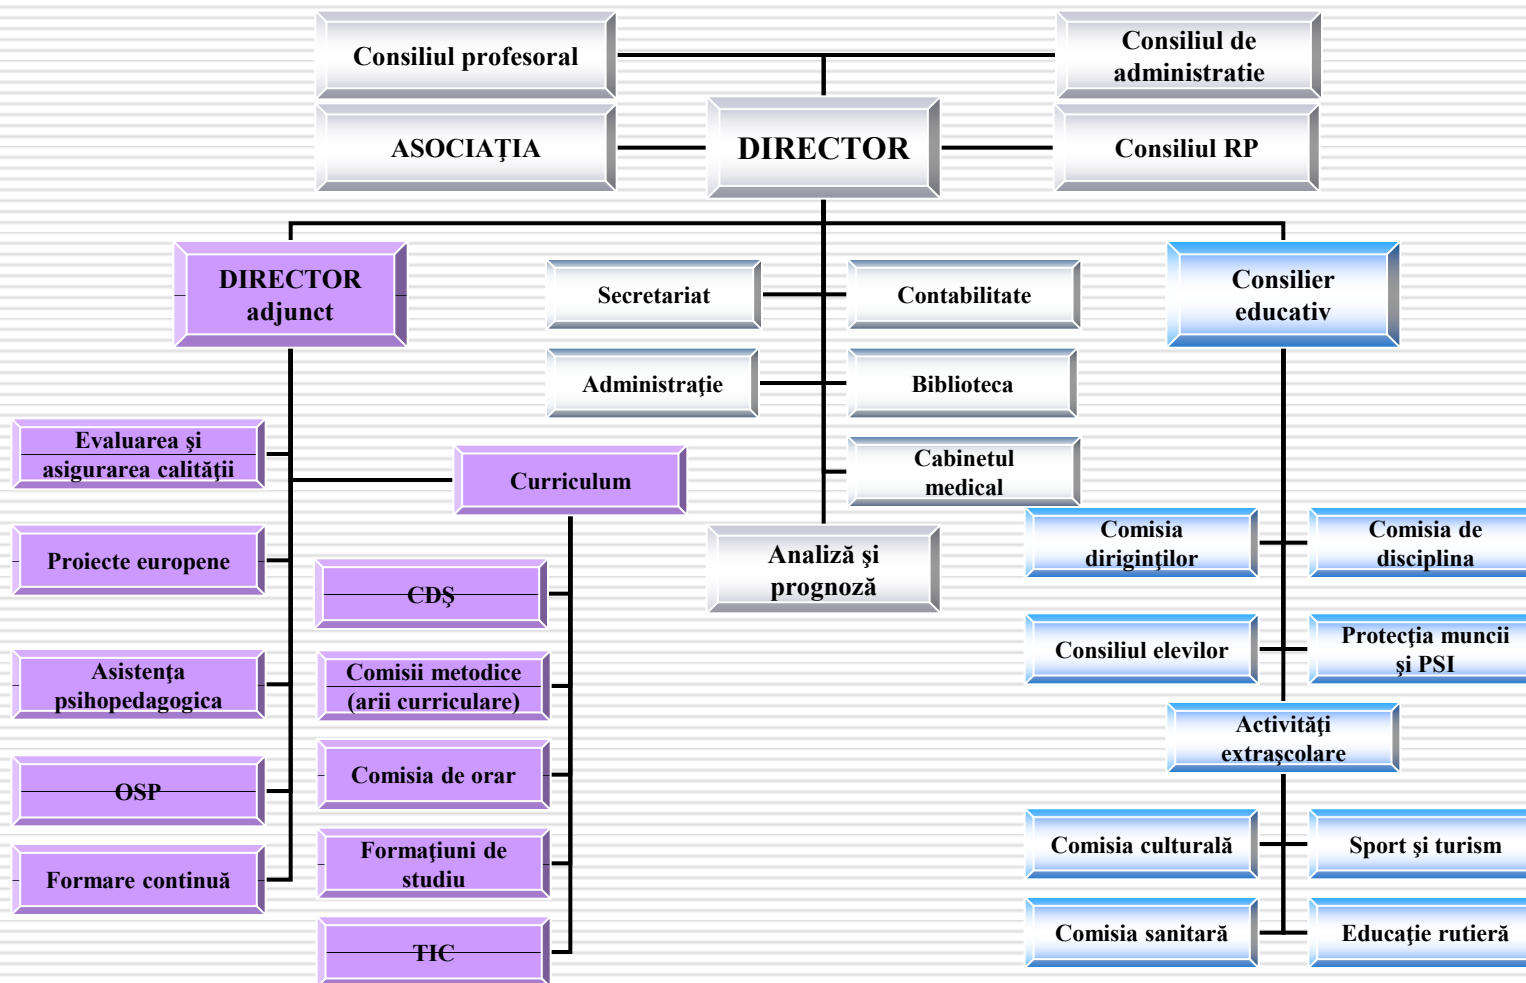 Consiliul profesoral
Consiliul de
administratie
ASOCIAŢIA
DIRECTOR
Consiliul RP
DIRECTOR
adjunct
Secretariat
Contabilitate
Consilier
educativ
Administraţie
Biblioteca
Evaluarea şi
asigurarea calităţii
Curriculum
Cabinetul
medical
Proiecte europene
CDŞ
Analiză şi
prognoză
Comisia
diriginţilor
Comisia de
disciplina
Asistenţa
psihopedagogica
Comisii metodice
(arii curriculare)
Consiliul elevilor
Protecţia muncii
şi PSI
Activităţi
extraşcolare
OSP
Comisia de orar
Formare continuă
Formaţiuni de
studiu
Comisia culturală
Sport şi turism
TIC
Comisia sanitară
Educaţie rutieră